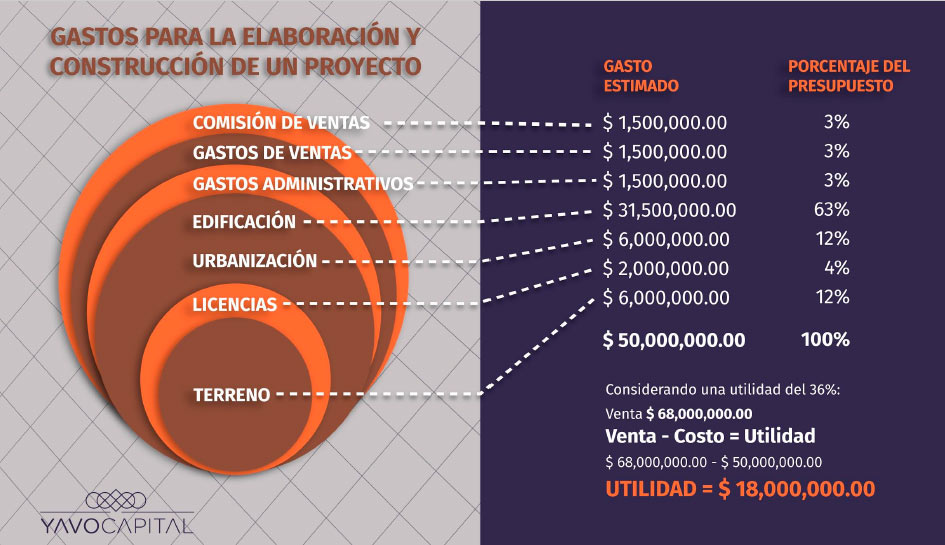 GASTOS PARA LA ELABORACIÓN Y
CONSTRUCCIÓN DE UN PROYECTO
GASTO
ESTIMADO
PORCENTAJE DEL
PRESUPUESTO
COMISIÓN DE VENTAS $ 1,500,000.00 3%
GASTOS DE VENTAS $ 1,500,000.00 3%
GASTOS ADMINISTRATIVOS $ 1,500,000.00 3%
EDIFICACIÓN $ 31,500,000.00 63%
URBANIZACIÓN $ 6,000,000.00 12%
LICENCIAS $ 2,000,000.00 4%
TERRENO $ 6,000,000.00 12%
$ 50,000,000.00 100%
Considerando una utilidad del 36%:
Venta $ 68,000,000.00
Venta - Costo = Utilidad
$ 68,000,000.00 - $ 50,000,000.00
UTILIDAD = $ 18,000,000.00
YAVOCAPITAL